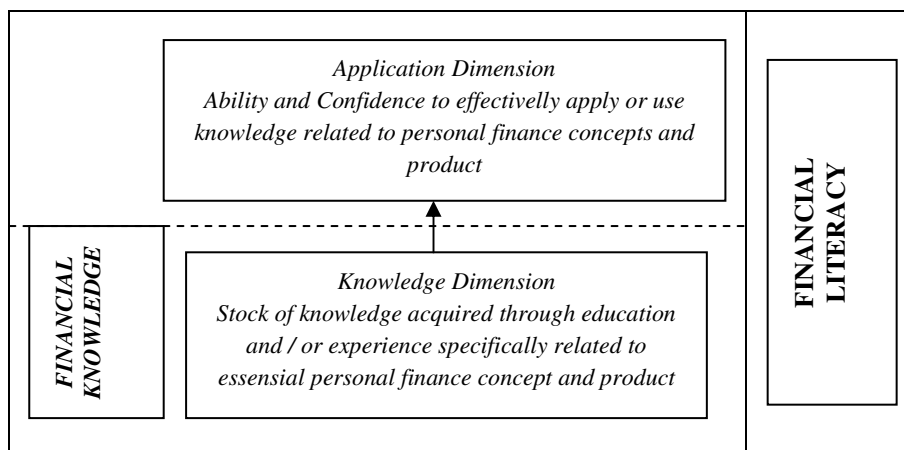 Application Dimension
Ability and Confidence to effectivelly apply or use
knowledge related to personal finance concepts and
product
FINANCIAL
KNOWLEDGE
Knowledge Dimension
Stock of knowledge acquired through education
and / or experience specifically related to
essensial personal finance concept and product
FINANCIAL
LITERACY